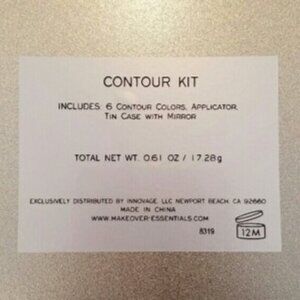 CONTOUR KIT
INCLUDES: 6 CONTOUR COLORS, APPLICATOR,
TIN CASE WITH MIRROR
TOTAL NET WT. 0.61 OZ / 17.28g
EXCLUSIVELY DISTRIBUTED BY INNOVAGE, LLC NEWPORT BEACH, CA 92660
MADE IN CHINA
WWW.MAKEOVER-ESSENTIALS.COM
8319
12M